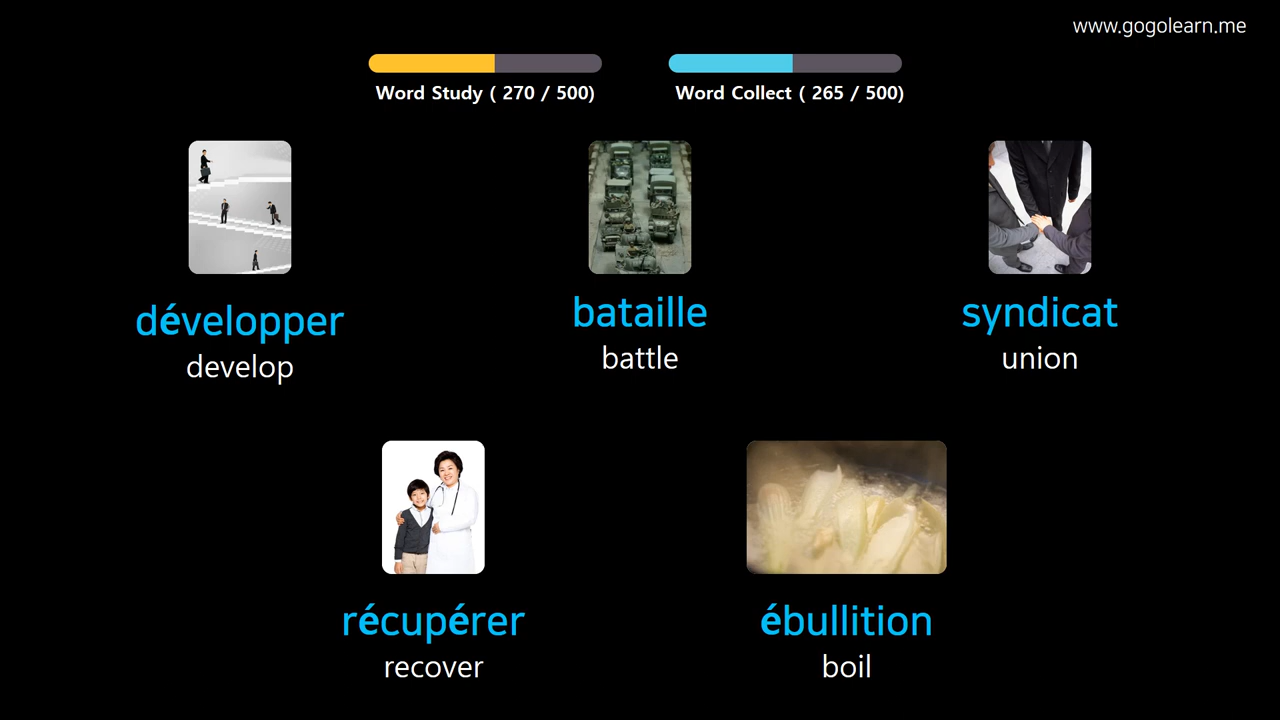 www.gogolearn.me
Word Study ( 270 / 500)
Word Collect ( 265 / 500)
développer
develop
bataille
battle
syndicat
union
récupérer
recover
ébullition
boil